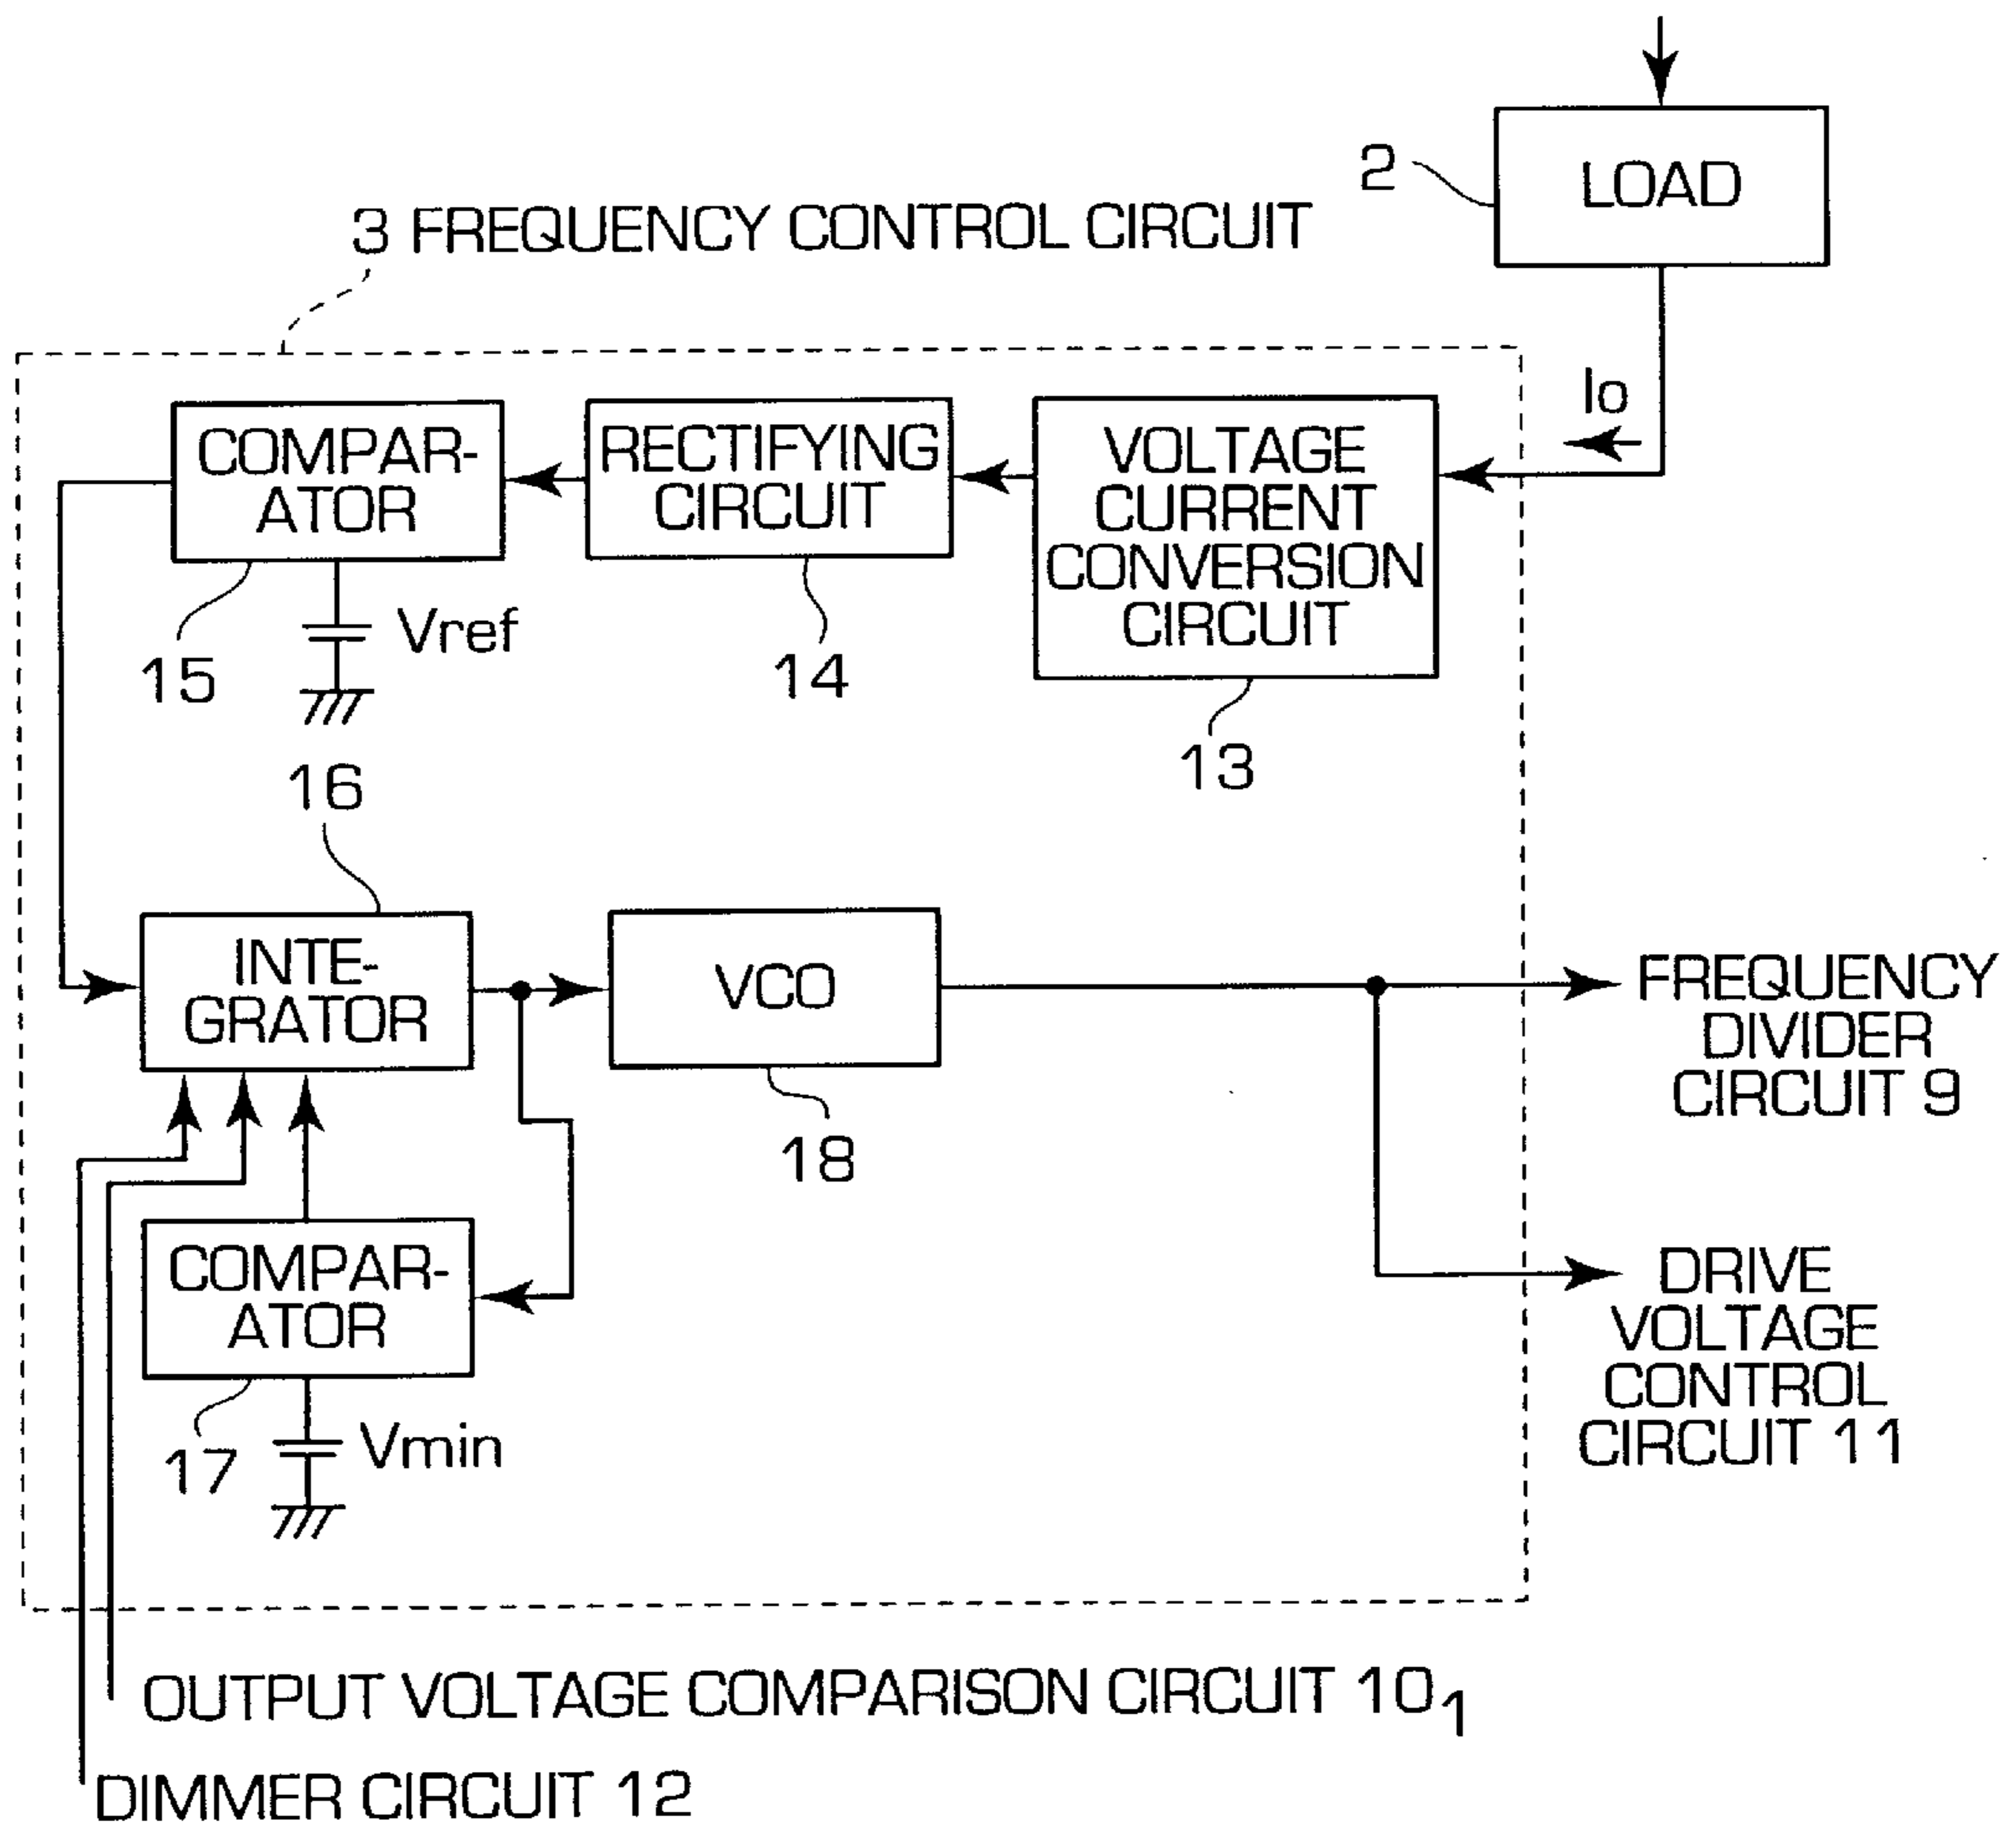 2
LOAD
3 FREQUENCY CONTROL CIRCUIT
Io
COMPAR-
ATOR
RECTIFYING
CIRCUIT
VOLTAGE
CURRENT
CONVERSION
CIRCUIT
Vref
15
14
13
16
INTE-
GRATOR
VCO
FREQUENCY
DIVIDER
CIRCUIT 9
18
COMPAR-
ATOR
DRIVE
VOLTAGE
CONTROL
CIRCUIT 11
17
Vmin
OUTPUT VOLTAGE COMPARISON CIRCUIT 10₁
DIMMER CIRCUIT 12